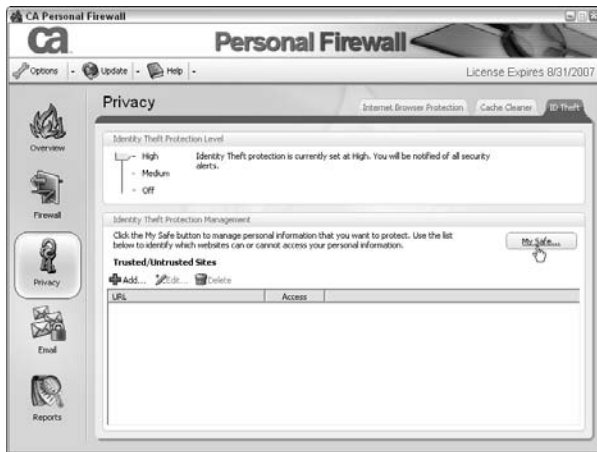 CA Personal Firewall
ca
Personal Firewall
Options
Update
Help
License Expires 8/31/2007
Privacy
Internet Browser Protection
Cache Cleaner
ID Theft
Overview
Firewall
Privacy
Email
Reports
Identity Theft Protection Level
High
Medium
Off
Identity Theft protection is currently set at High. You will be notified of all security
alerts.
Identity Theft Protection Management
Click the My Safe button to manage personal information that you want to protect. Use the list
below to identify which websites can or cannot access your personal information.
My Safe...
Trusted/Untrusted Sites
Add...
Edit...
Delete
URL
Access